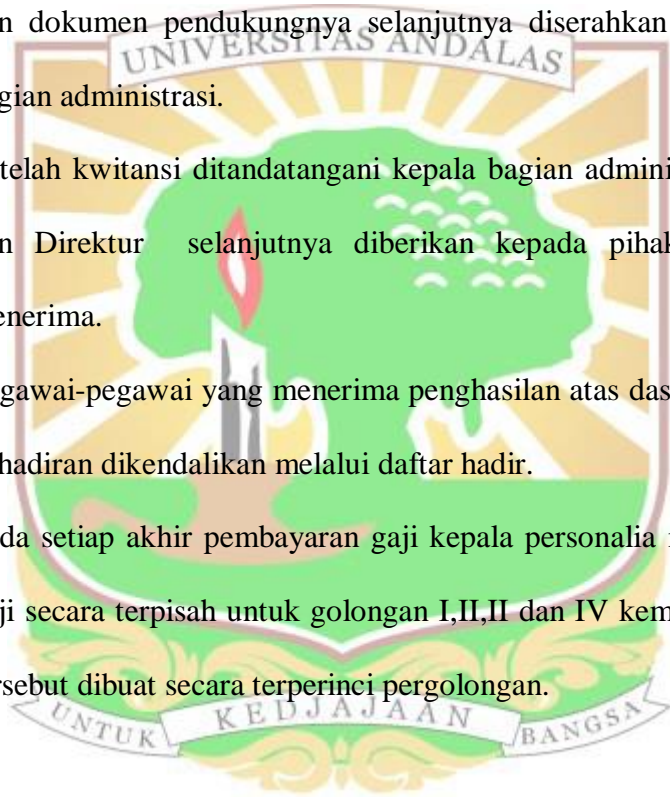 n dokumen pendukungnya selanjutnya diserahkan
UNIVERSITAS ANDALAS
gian administrasi.
telah kwitansi ditandatangani kepala bagian admini
n Direktur selanjutnya diberikan kepada pihak
enerima.
gawai-pegawai yang menerima penghasilan atas das
hadiran dikendalikan melalui daftar hadir.
da setiap akhir pembayaran gaji kepala personalia
ji secara terpisah untuk golongan I,II,II dan IV kem
rsebut dibuat secara terperinci pergolongan.
UNTUK KEDJAJAAN BANGSA